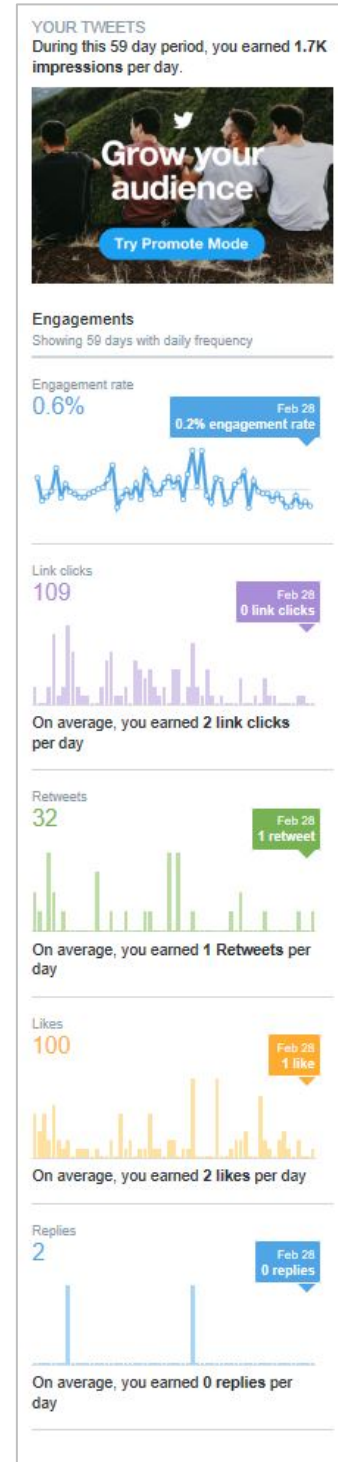 YOUR TWEETS
During this 59 day period, you earned 1.7K
impressions per day.
Grow your
audience
Try Promote Mode
Engagements
Showing 59 days with daily frequency
Engagement rate
0.6%
Feb 28
0.2% engagement rate
Link clicks
109
Feb 28
0 link clicks
On average, you earned 2 link clicks
per day
Retweets
32
Feb 28
1 retweet
On average, you earned 1 Retweets per
day
Likes
100
Feb 28
1 like
On average, you earned 2 likes per day
Replies
2
Feb 28
0 replies
On average, you earned 0 replies per
day